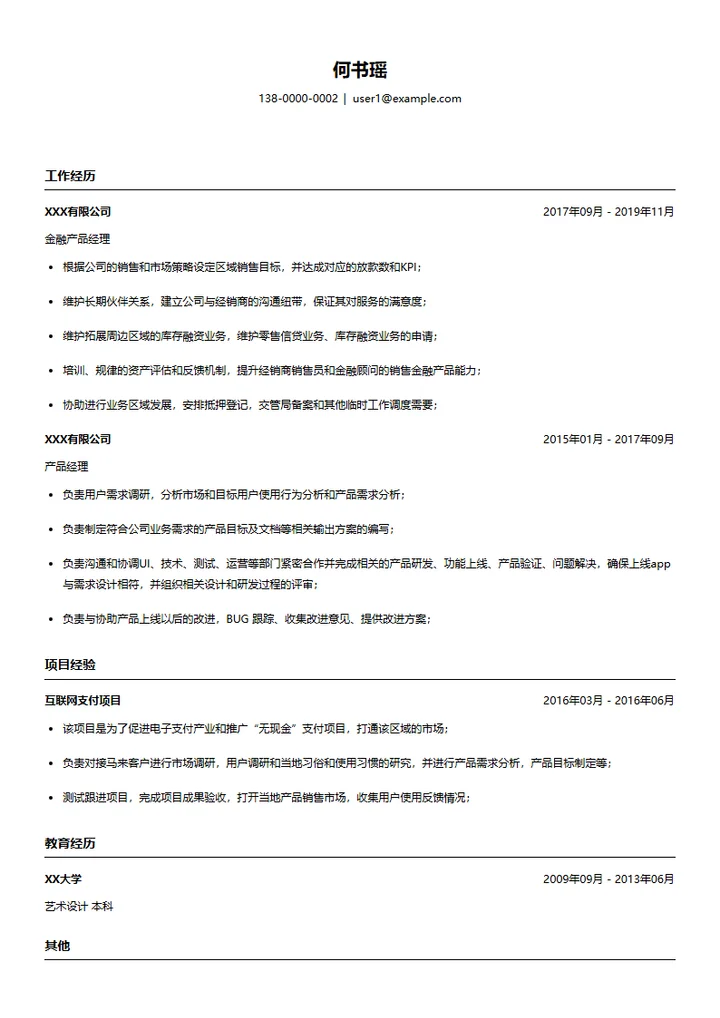 何书瑶
138-0000-0002 | user1@example.com
工作经历
XXX有限公司 2017年09月 - 2019年11月
金融产品经理
• 根据公司的销售和市场策略设定区域销售目标，并达成对应的放款数和KPI；
• 维护长期伙伴关系，建立公司与经销商的沟通纽带，保证其对服务的满意度；
• 维护拓展周边区域的库存融资业务，维护零售信贷业务、库存融资业务的申请；
• 培训、规律的资产评估和反馈机制，提升经销商销售员和金融顾问的销售金融产品能力；
• 协助进行业务区域发展，安排抵押登记，交管局备案和其他临时工作调度需要；
XXX有限公司 2015年01月 - 2017年09月
产品经理
• 负责用户需求调研，分析市场和目标用户使用行为分析和产品需求分析；
• 负责制定符合公司业务需求的产品目标及文档等相关输出方案的编写；
• 负责沟通和协调UI、技术、测试、运营等部门紧密合作并完成相关的产品研发、功能上线、产品验证、问题解决，确保上线app
与需求设计相符，并组织相关设计和研发过程的评审；
• 负责与协助产品上线以后的改进，BUG 跟踪、收集改进意见、提供改进方案；
项目经验
互联网支付项目 2016年03月 - 2016年06月
• 该项目是为了促进电子支付产业和推广“无现金”支付项目，打通该区域的市场；
• 负责对接马来客户进行市场调研，用户调研和当地习俗和使用习惯的研究，并进行产品需求分析，产品目标制定等；
• 测试跟进项目，完成项目成果验收，打开当地产品销售市场，收集用户使用反馈情况；
教育经历
XX大学 2009年09月 - 2013年06月
艺术设计 本科
其他